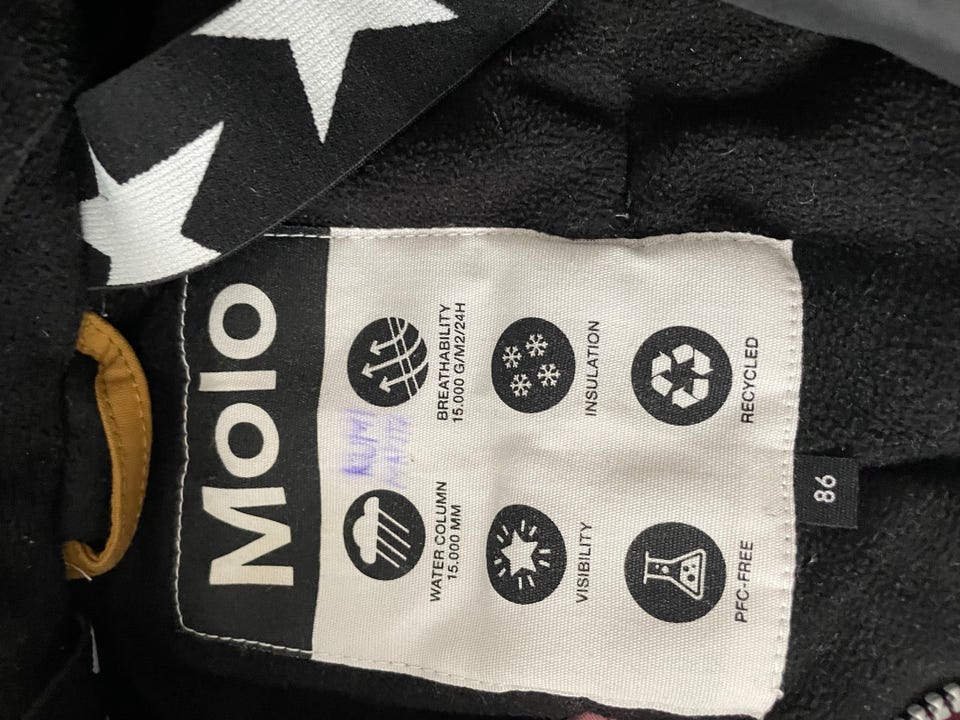 Molo
WATER COLUMN
15.000 MM
BREATHABILITY
15.000 G/M2/24H
VISIBILITY
INSULATION
PFC-FREE
RECYCLED
86